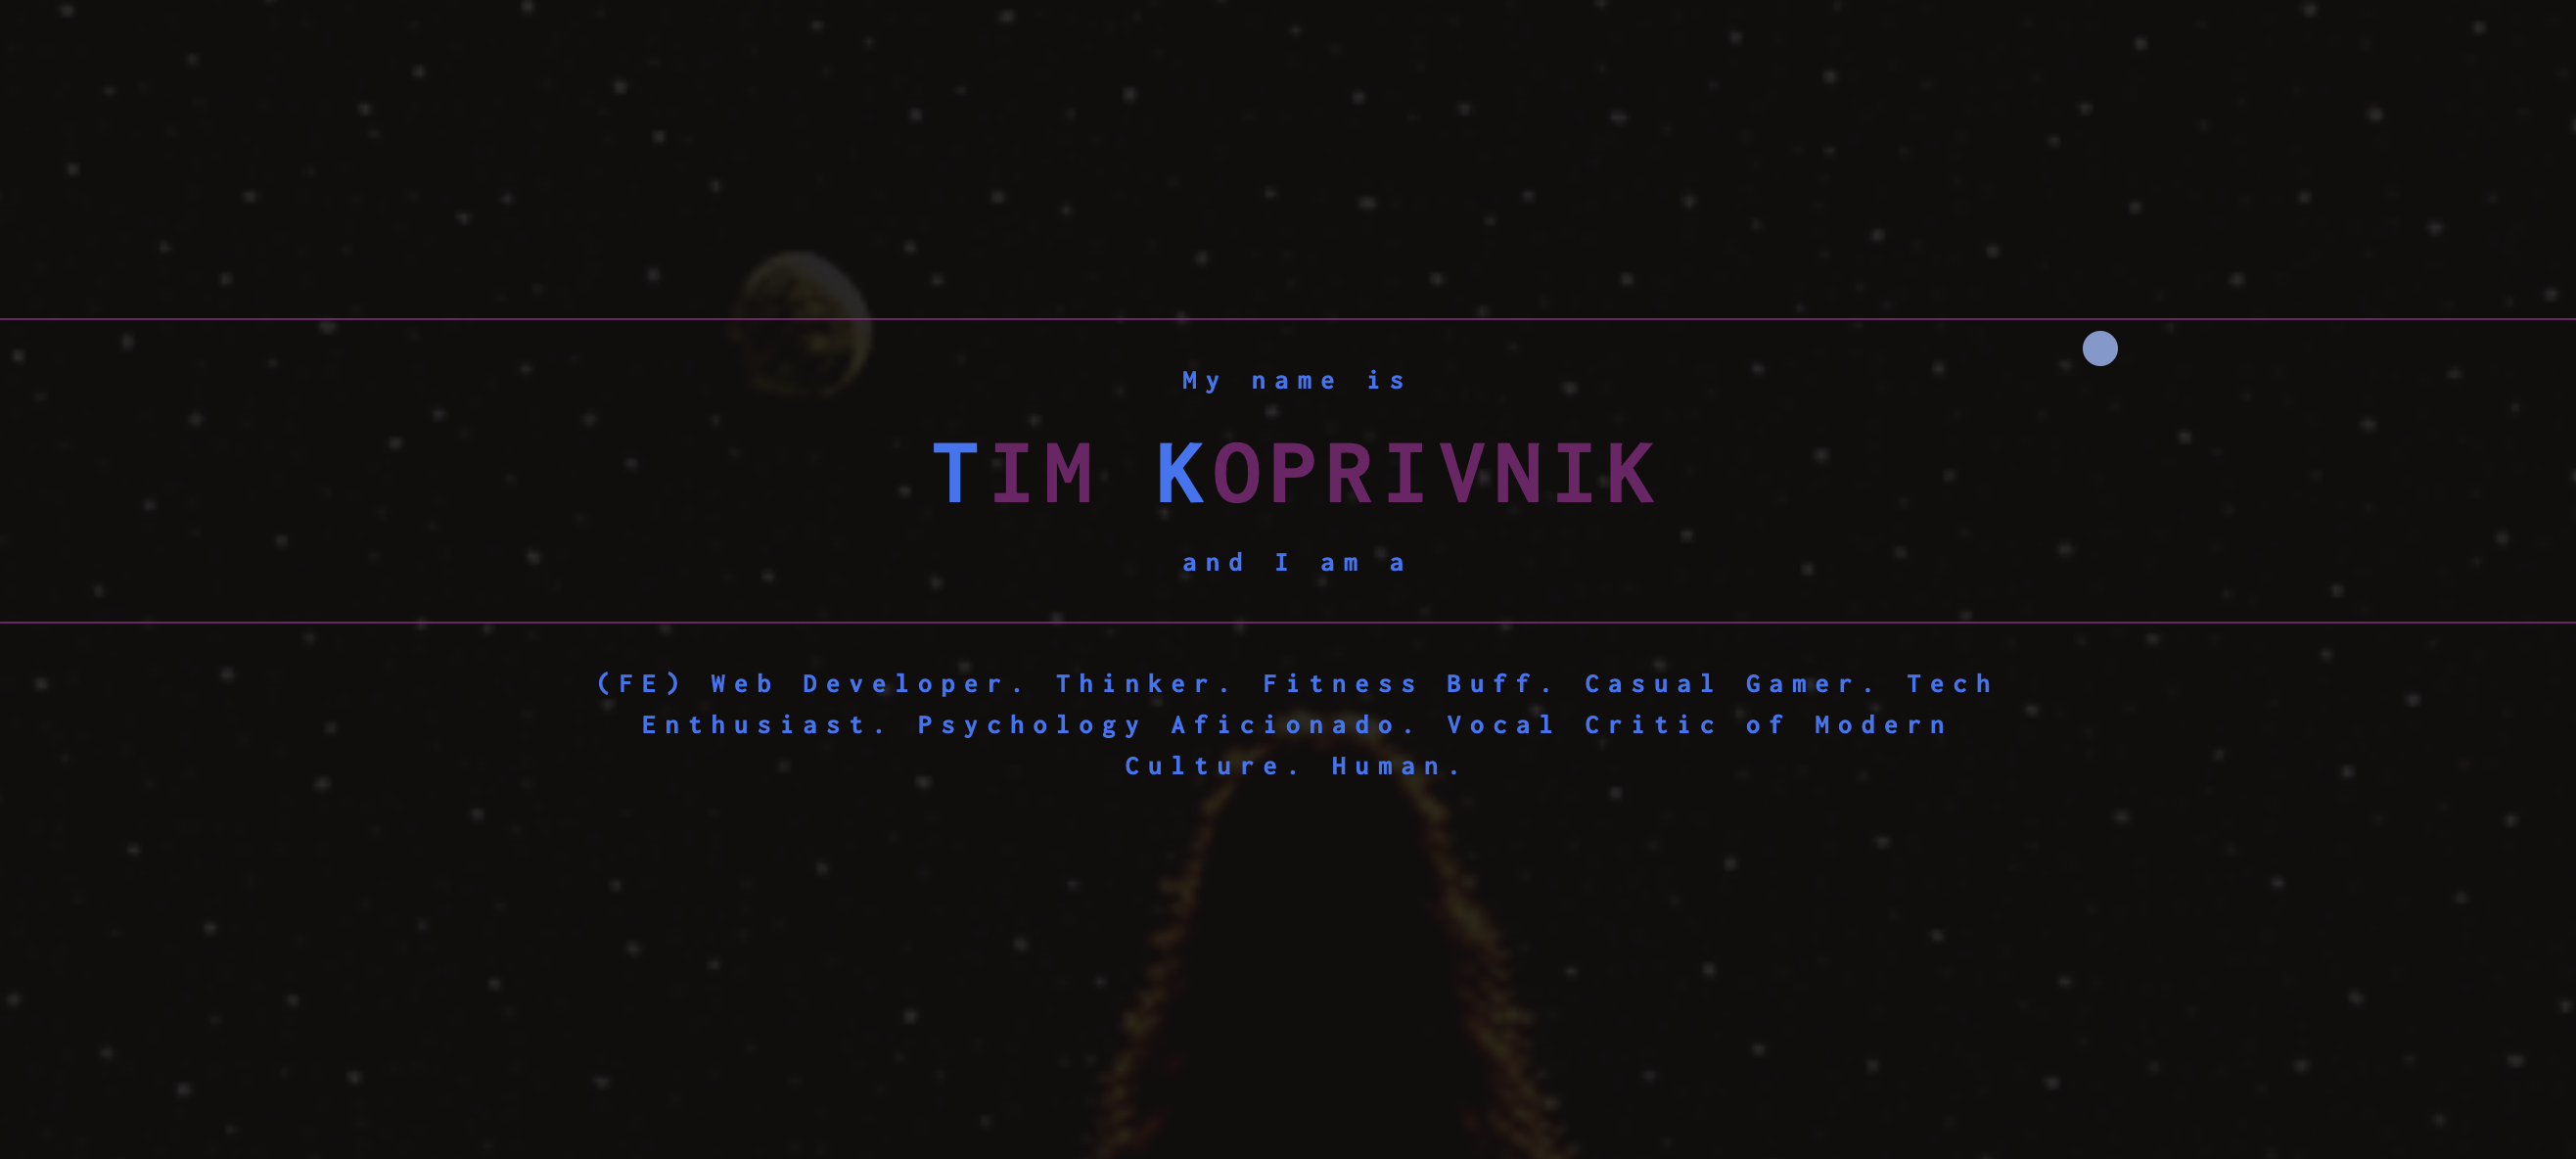 My name is
TIM KOPRIVNIK
and I am a
(FE) Web Developer. Thinker. Fitness Buff. Casual Gamer. Tech
Enthusiast. Psychology Aficionado. Vocal Critic of Modern
Culture. Human.